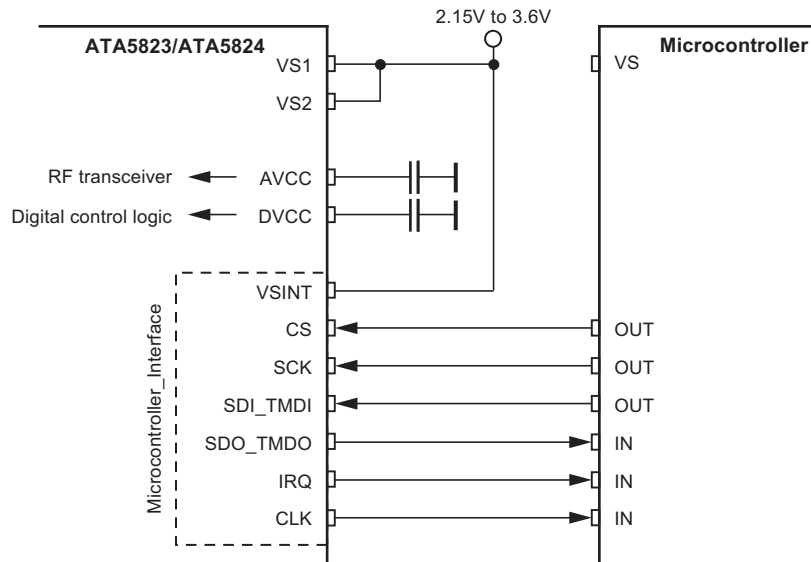 2.15V to 3.6V
ATA5823/ATA5824
Microcontroller
VS1
VS
VS2
RF transceiver
AVCC
Digital control logic
DVCC
Microcontroller_Interface
VSINT
CS
OUT
SCK
OUT
SDI_TMDI
OUT
SDO_TMDO
IN
IRQ
IN
CLK
IN